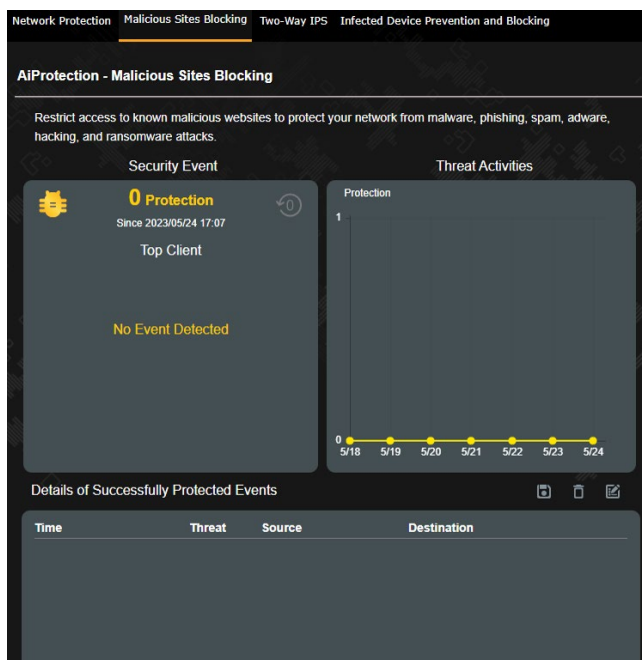 Network Protection Malicious Sites Blocking Two-Way IPS Infected Device Prevention and Blocking
AiProtection - Malicious Sites Blocking
Restrict access to known malicious websites to protect your network from malware, phishing, spam, adware,
hacking, and ransomware attacks.
Security Event
0 Protection
Since 2023/05/24 17:07
0
Top Client
No Event Detected
Threat Activities
Protection
1
0
5/18 5/19 5/20 5/21 5/22 5/23 5/24
Details of Successfully Protected Events
Time Threat Source Destination